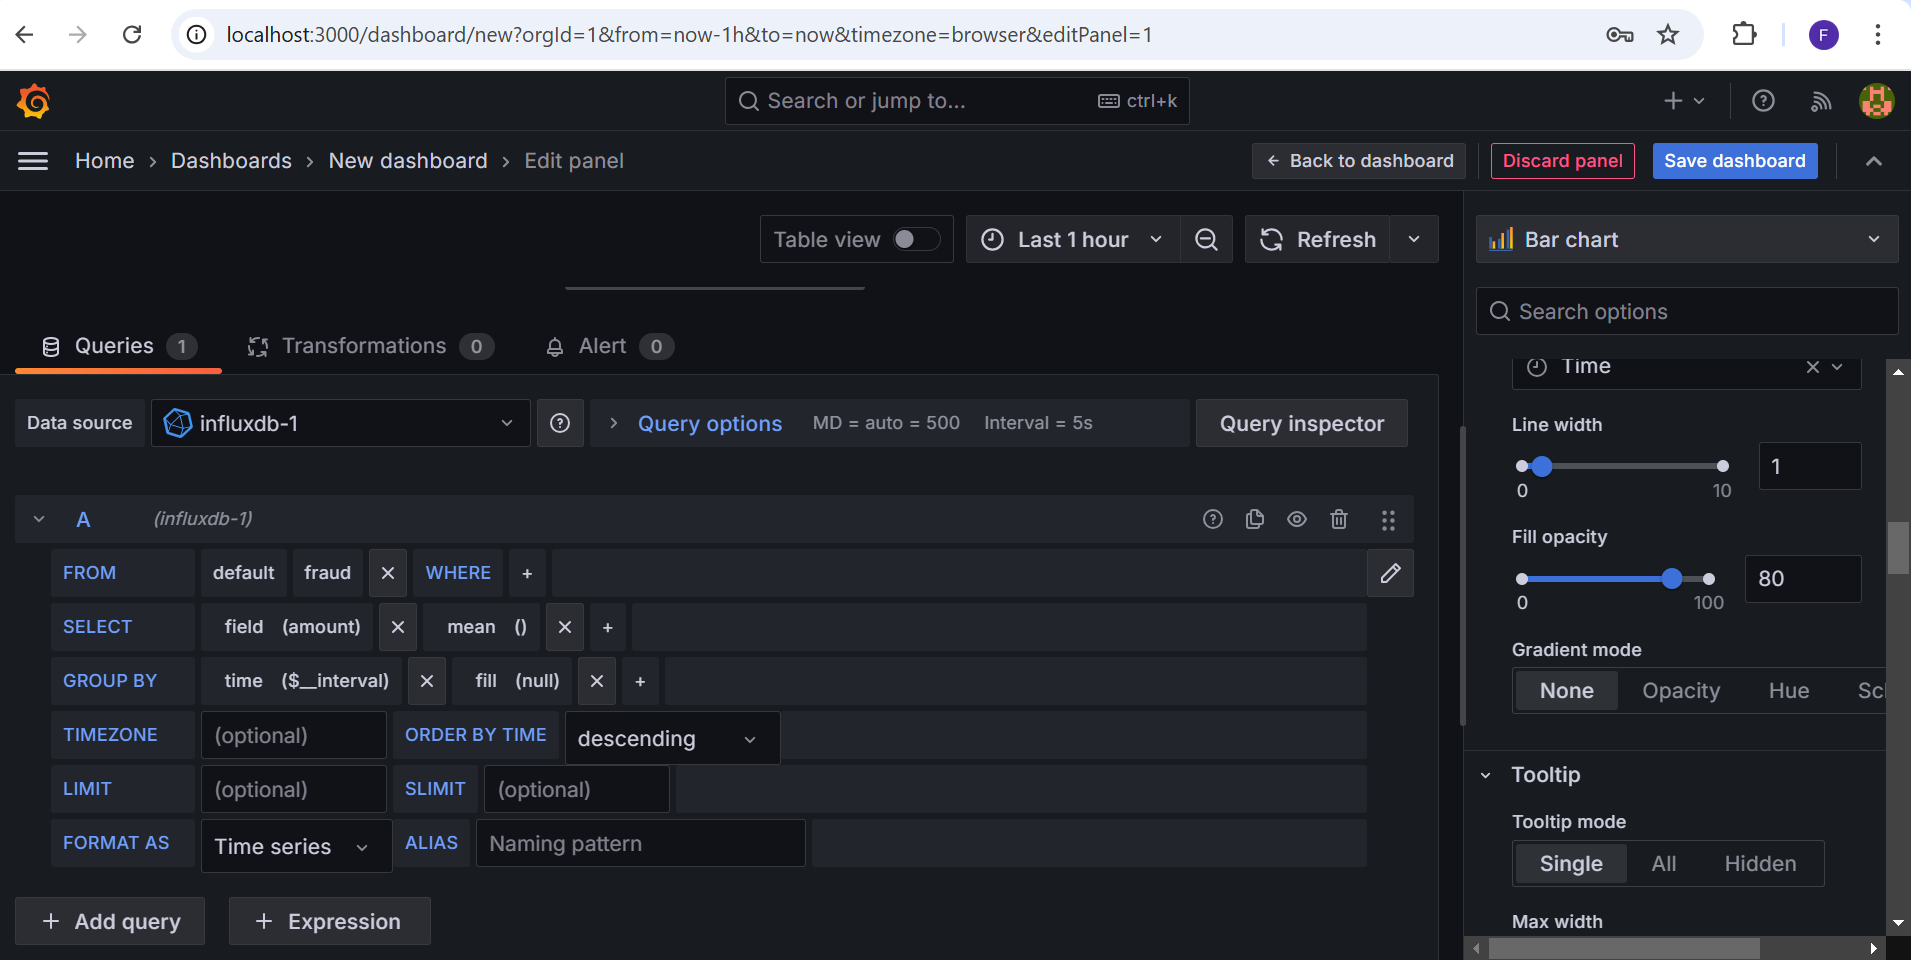 localhost:3000/dashboard/new?orgId=1&from=now-1h&to=now&timezone=browser&editPanel=1
F
Search or jump to... ctrl+k
Home › Dashboards › New dashboard › Edit panel
Back to dashboard
Discard panel
Save dashboard
Table view
Last 1 hour
Refresh
Bar chart
Search options
Queries 1
Transformations 0
Alert 0
Time
Data source
influxdb-1
Query options MD = auto = 500 Interval = 5s
Query inspector
Line width
1
0 10
A (influxdb-1)
Fill opacity
80
0 100
FROM default fraud WHERE +
SELECT field (amount) mean () +
GROUP BY time ($__interval) fill (null) +
TIMEZONE (optional) ORDER BY TIME descending
LIMIT (optional) SLIMIT (optional)
FORMAT AS Time series ALIAS Naming pattern
Gradient mode
None Opacity Hue Sc
Tooltip
Tooltip mode
Single All Hidden
Max width
+ Add query
+ Expression